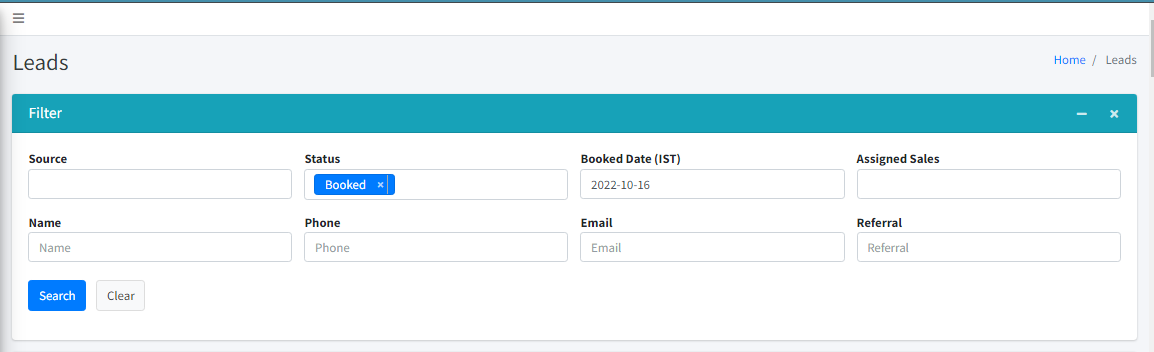 Leads
Home / Leads
Filter
Source Status Booked Date (IST) Assigned Sales
Booked × 2022-10-16
Name Phone Email Referral
Name Phone Email Referral
Search Clear